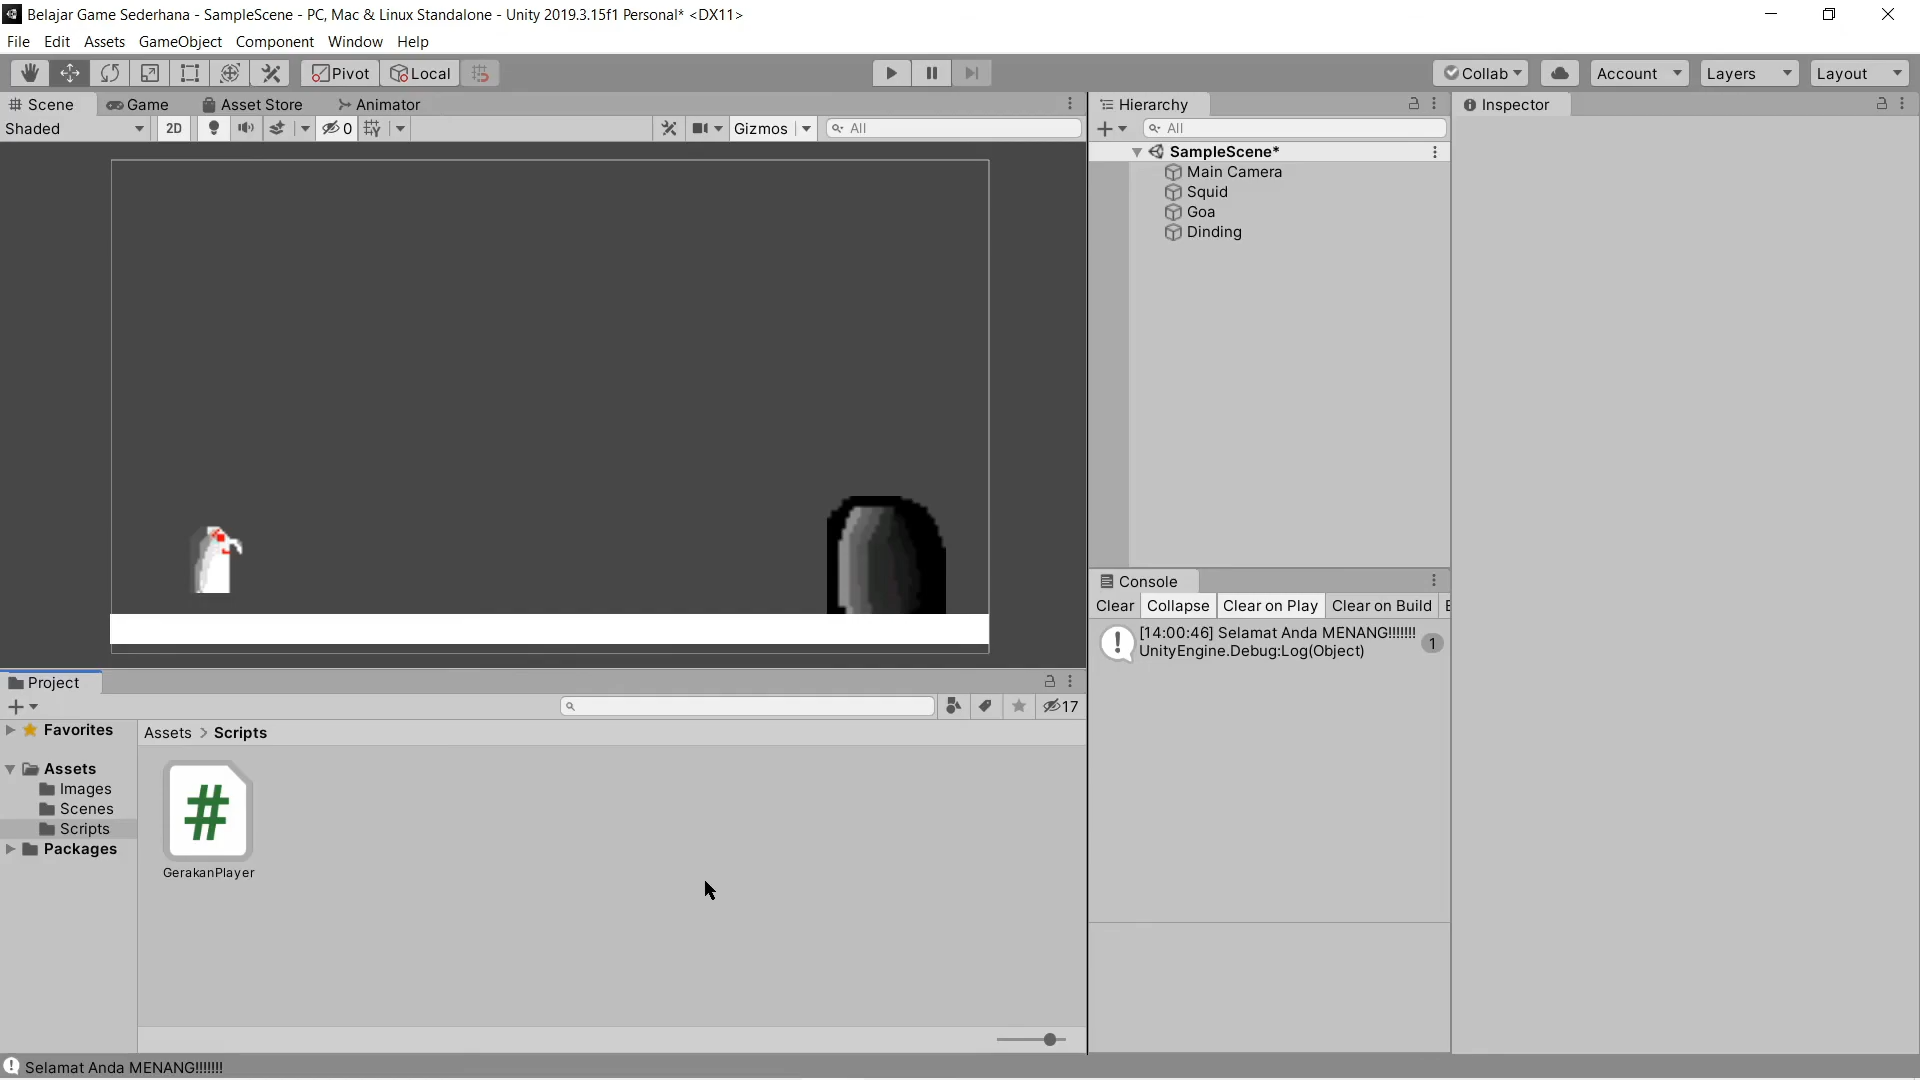 Belajar Game Sederhana - SampleScene - PC, Mac & Linux Standalone - Unity 2019.3.15f1 Personal* <DX11>
File Edit Assets GameObject Component Window Help
Pivot Local Collab Account Layers Layout
Scene Game Asset Store Animator
Shaded 2D 0 Gizmos All
Hierarchy
All
SampleScene*
Main Camera
Squid
Goa
Dinding
Inspector
Console
Clear Collapse Clear on Play Clear on Build
[14:00:46] Selamat Anda MENANG!!!!!!!
UnityEngine.Debug:Log(Object)
1
Project
17
Favorites
Assets
Images
Scenes
Scripts
Packages
Assets > Scripts
#
GerakanPlayer
Selamat Anda MENANG!!!!!!!